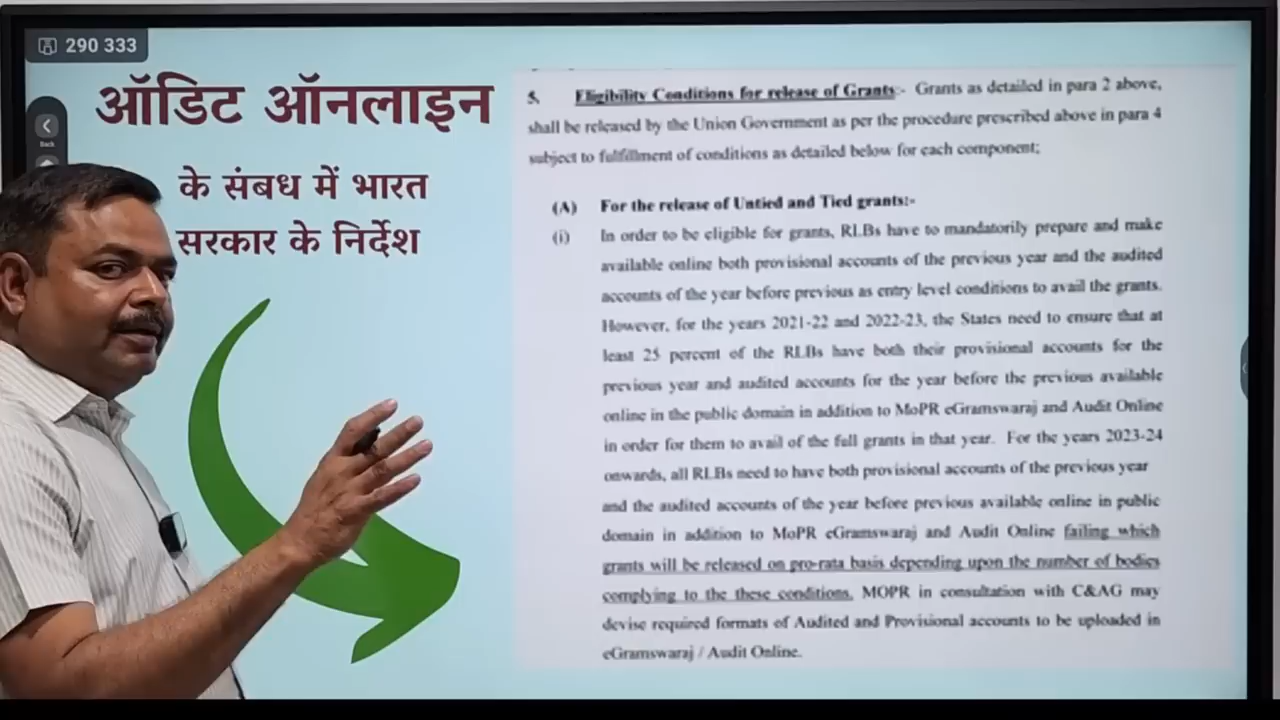 290 333
Back
ऑडिट ऑनलाइन
के संबध में भारत
सरकार के निर्देश
5. Eligibility Conditions for release of Grants:- Grants as detailed in para 2 above,
shall be released by the Union Government as per the procedure prescribed above in para 4
subject to fulfillment of conditions as detailed below for each component;
(A) For the release of Untied and Tied grants:-
(i) In order to be eligible for grants, RLBs have to mandatorily prepare and make
available online both provisional accounts of the previous year and the audited
accounts of the year before previous as entry level conditions to avail the grants.
However, for the years 2021-22 and 2022-23, the States need to ensure that at
least 25 percent of the RLBs have both their provisional accounts for the
previous year and audited accounts for the year before the previous available
online in the public domain in addition to MoPR eGramswaraj and Audit Online
in order for them to avail of the full grants in that year. For the years 2023-24
onwards, all RLBs need to have both provisional accounts of the previous year
and the audited accounts of the year before previous available online in public
domain in addition to MoPR eGramswaraj and Audit Online failing which
grants will be released on pro-rata basis depending upon the number of bodies
complying to the these conditions. MOPR in consultation with C&AG may
devise required formats of Audited and Provisional accounts to be uploaded in
eGramswaraj / Audit Online.